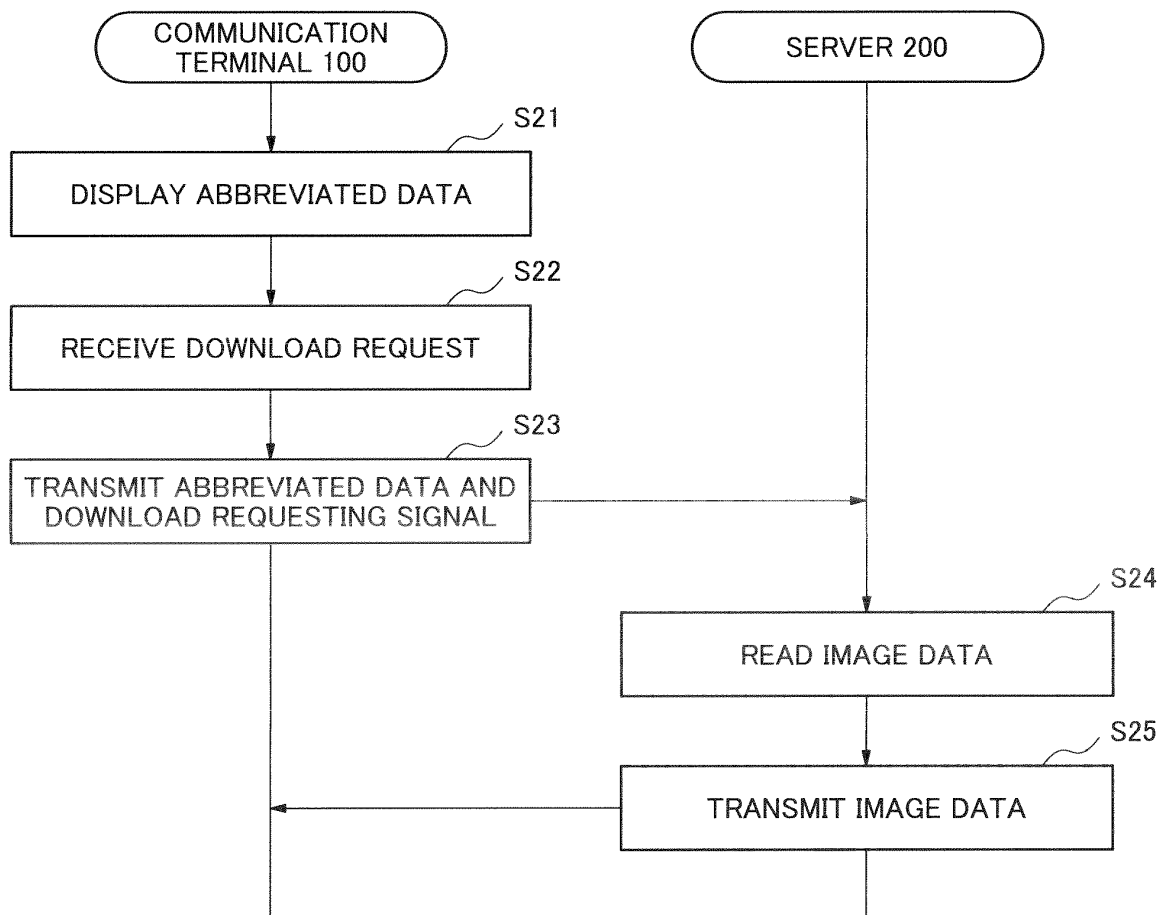 COMMUNICATION
TERMINAL 100
SERVER 200
S21
DISPLAY ABBREVIATED DATA
S22
RECEIVE DOWNLOAD REQUEST
S23
TRANSMIT ABBREVIATED DATA AND
DOWNLOAD REQUESTING SIGNAL
S24
READ IMAGE DATA
S25
TRANSMIT IMAGE DATA